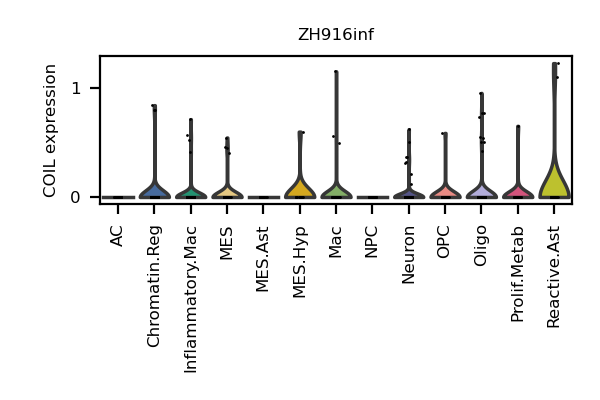 ZH916inf
COIL expression
1
0
AC
Chromatin.Reg
Inflammatory.Mac
MES
MES.Ast
MES.Hyp
Mac
NPC
Neuron
OPC
Oligo
Prolif.Metab
Reactive.Ast